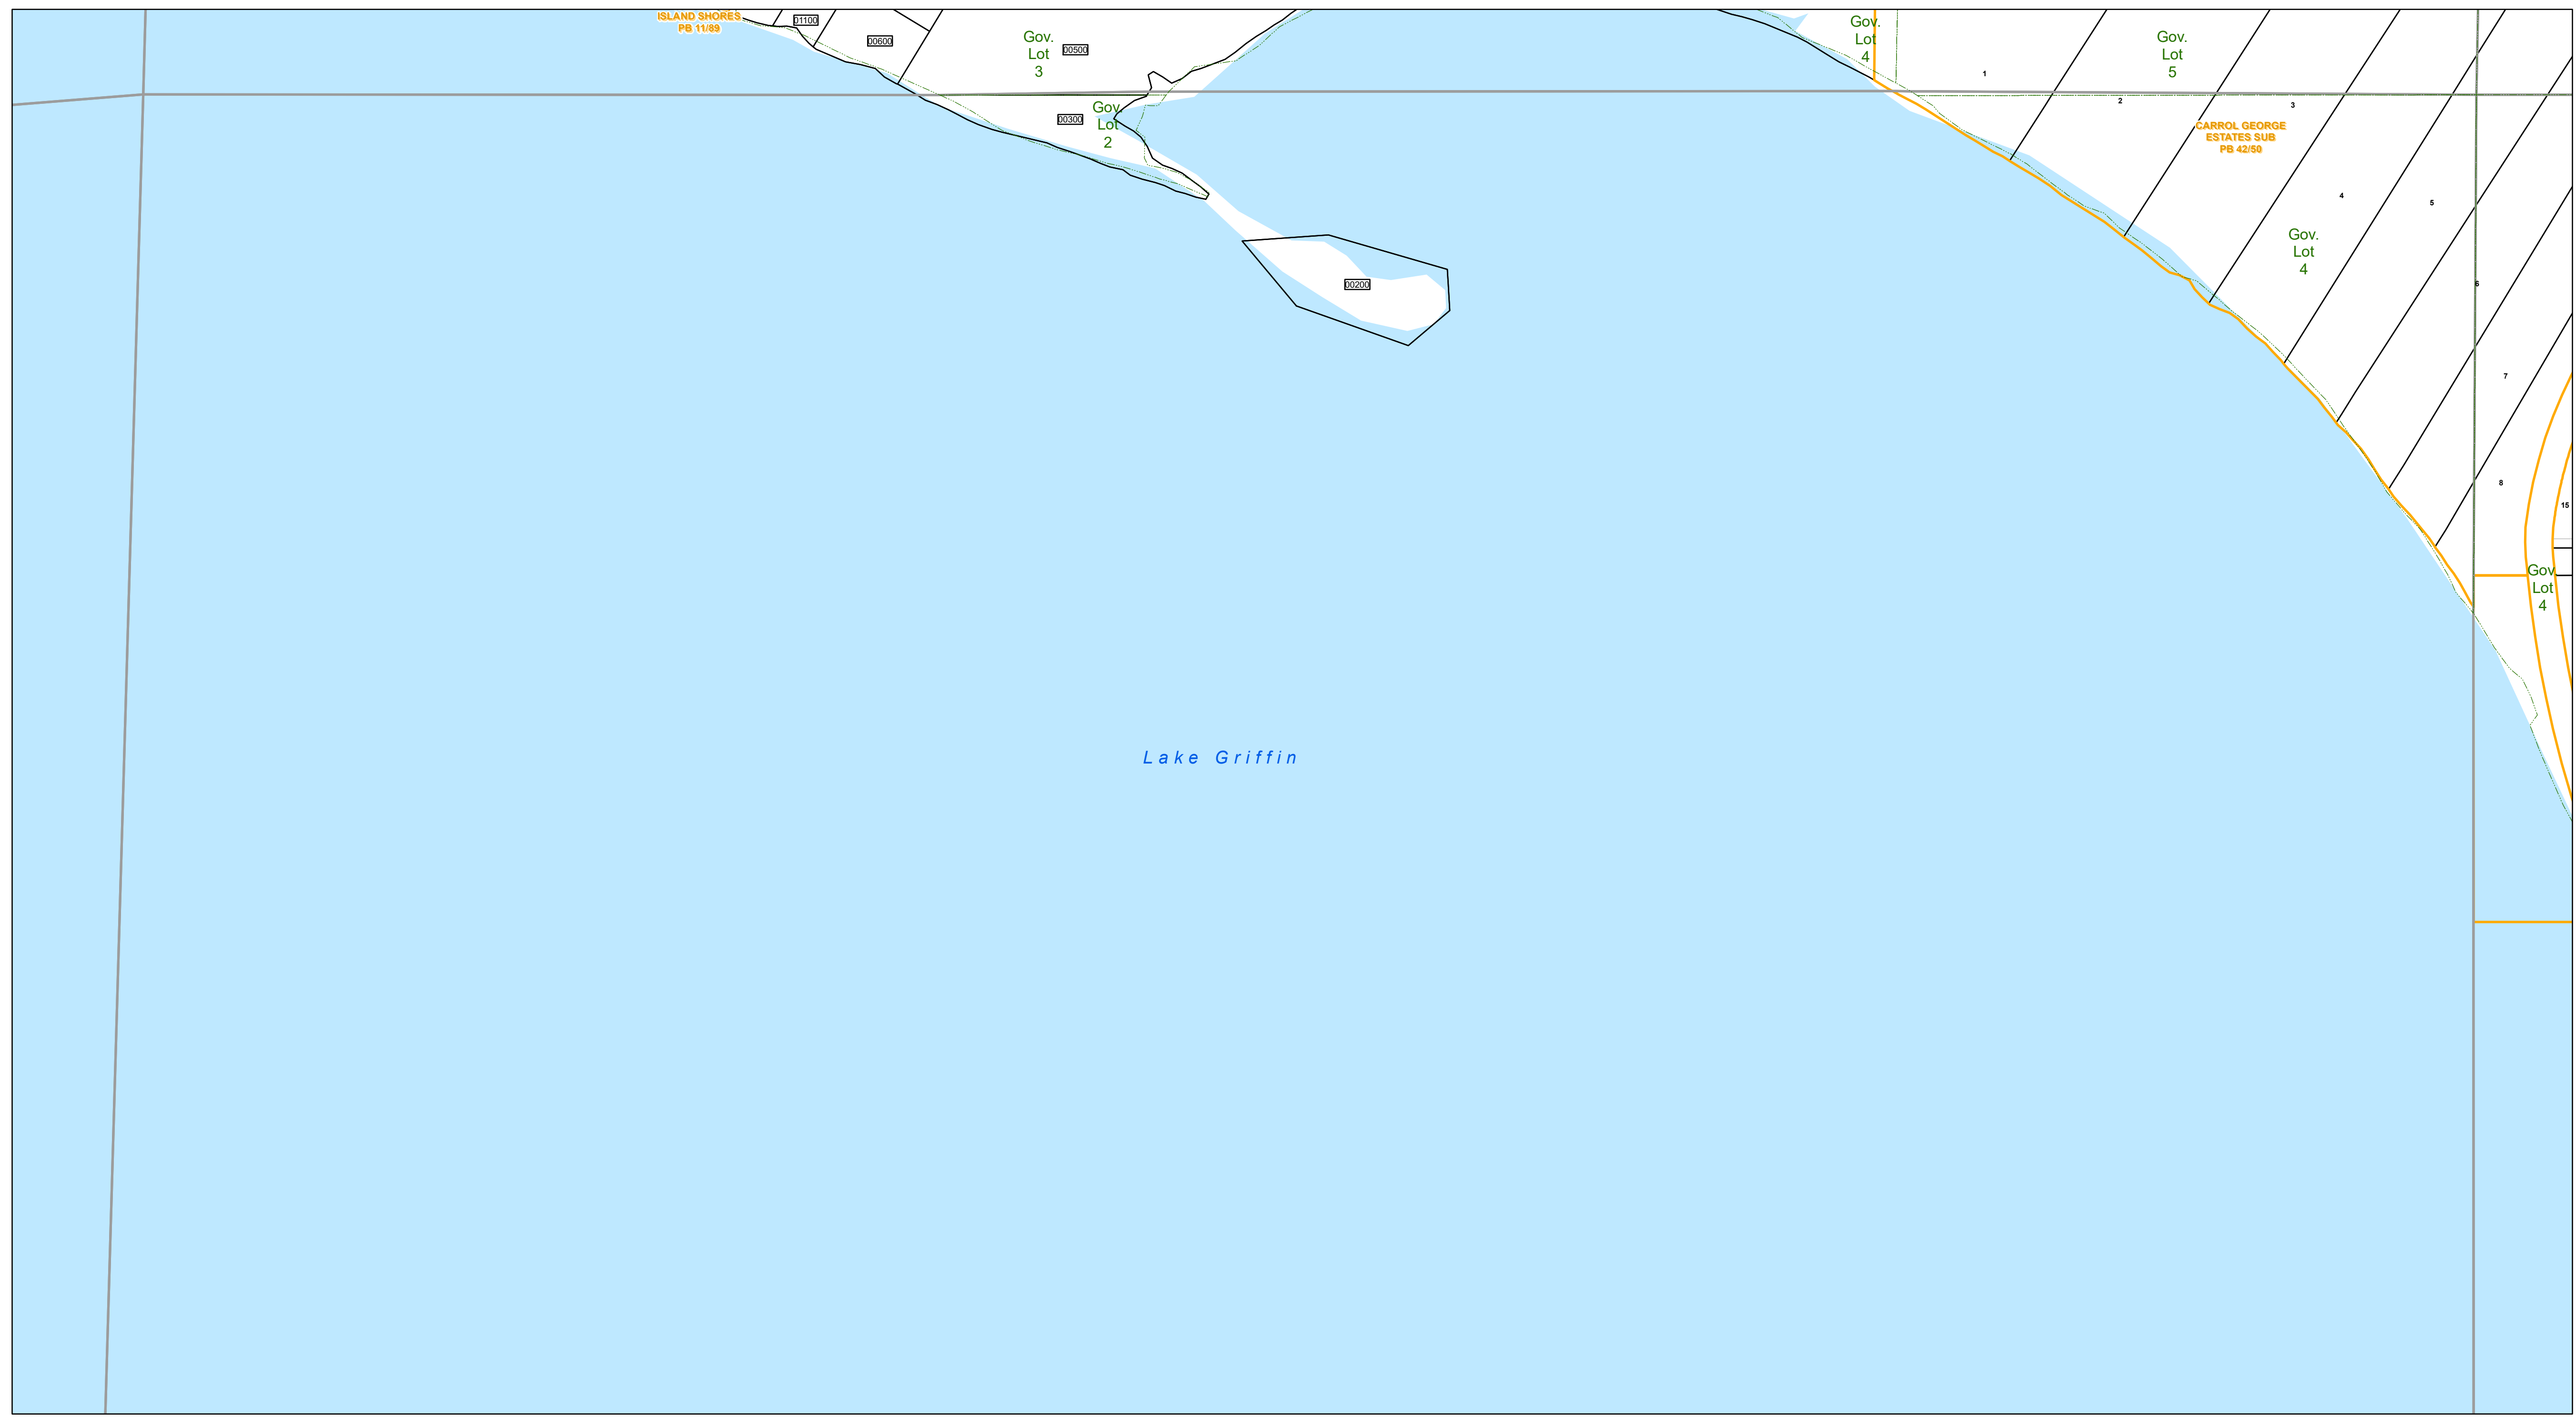 ISLAND SHORES
PB 11/89
01100
00600
Gov.
Lot
3
00500
Gov.
Lot
4
Gov.
Lot
5
1
2
3
00300
Gov.
Lot
2
CARROL GEORGE
ESTATES SUB
PB 42/50
4
5
Gov.
Lot
4
00200
6
7
8
15
Gov.
Lot
4
Lake Griffin